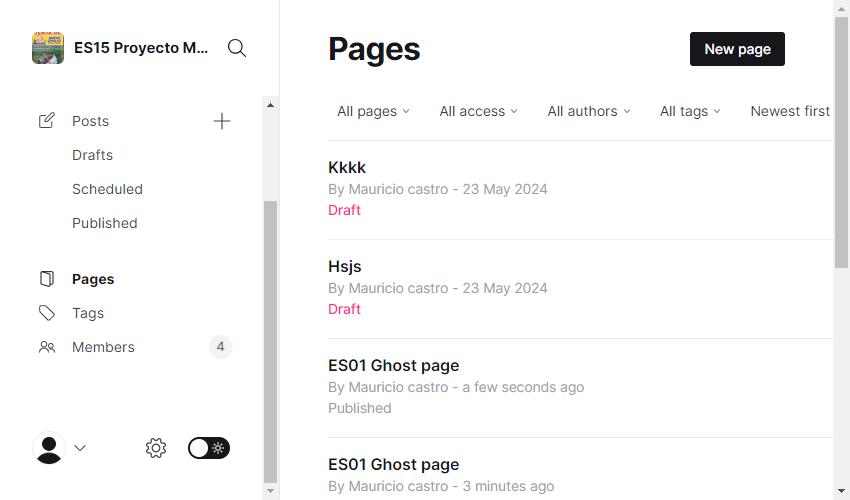 ES15 Proyecto M...
Posts
Drafts
Scheduled
Published
Pages
Tags
Members
4
Pages
New page
All pages
All access
All authors
All tags
Newest first
Kkkk
By Mauricio castro - 23 May 2024
Draft
Hsjs
By Mauricio castro - 23 May 2024
Draft
ES01 Ghost page
By Mauricio castro - a few seconds ago
Published
ES01 Ghost page
By Mauricio castro - 3 minutes ago